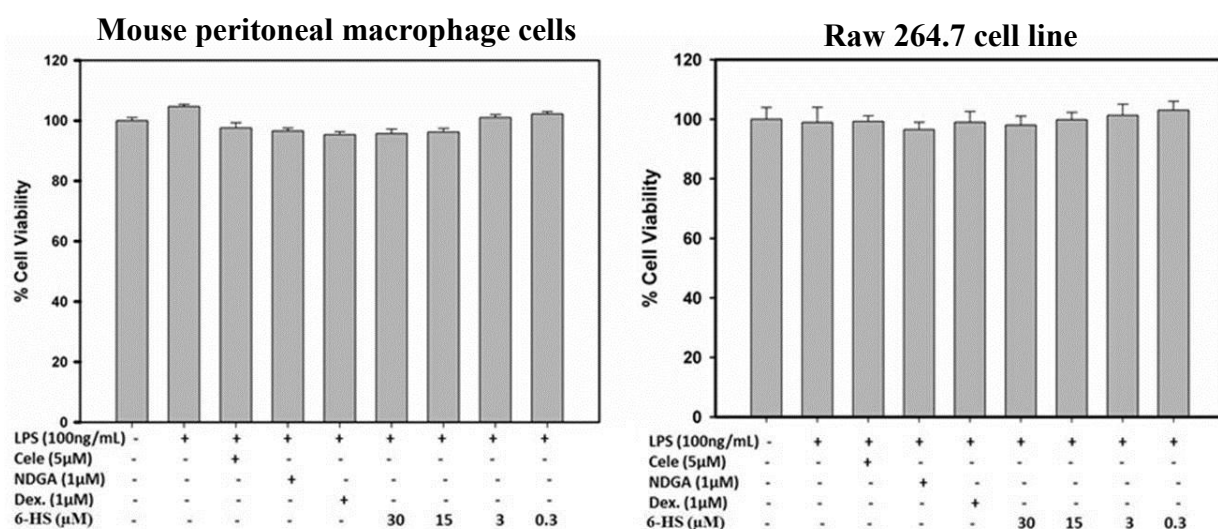 Mouse peritoneal macrophage cells
120
100
80
60
40
20
0
% Cell Viability
LPS (100ng/mL) - + + + + + + + +
Cele (5µM) - - + - - - - - -
NDGA (1µM) - - - + - - - - -
Dex. (1µM) - - - - + - - - -
6-HS (µM) - - - - - 30 15 3 0.3
Raw 264.7 cell line
120
100
80
60
40
20
0
% Cell Viability
LPS (100ng/mL) - + + + + + + + +
Cele (5µM) - - + - - - - - -
NDGA (1µM) - - - + - - - - -
Dex. (1µM) - - - - + - - - -
6-HS (µM) - - - - - 30 15 3 0.3